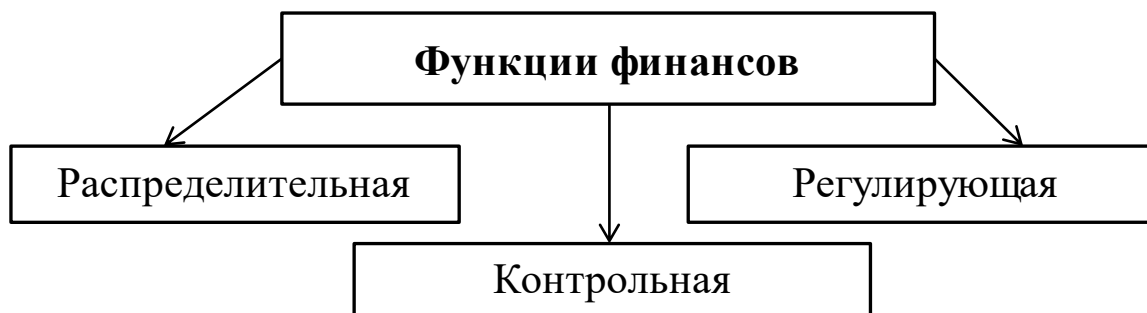 Функции финансов
Распределительная
Регулирующая
Контрольная